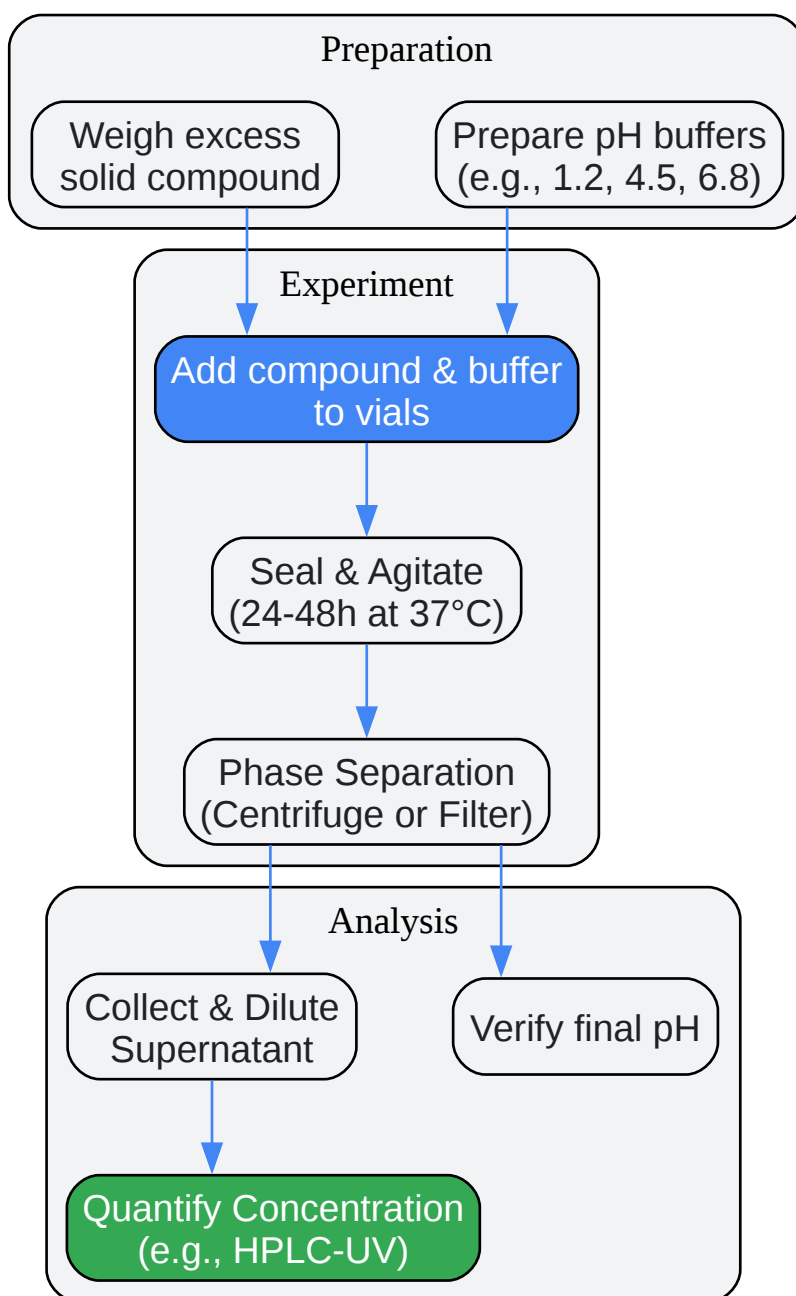 Preparation
Weigh excess
solid compound
Prepare pH buffers
(e.g., 1.2, 4.5, 6.8)
Experiment
Add compound & buffer
to vials
Seal & Agitate
(24-48h at 37°C)
Phase Separation
(Centrifuge or Filter)
Analysis
Collect & Dilute
Supernatant
Verify final pH
Quantify Concentration
(e.g., HPLC-UV)